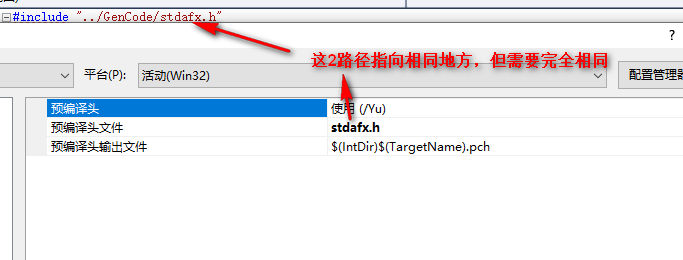 #include "../GenCode/stdafx.h"
这2路径指向相同地方，但需要完全相同
?
平台(P): 活动(Win32) 配置管理器
预编译头 使用 (/Yu)
预编译头文件 stdafx.h
预编译头输出文件 $(IntDir)$(TargetName).pch